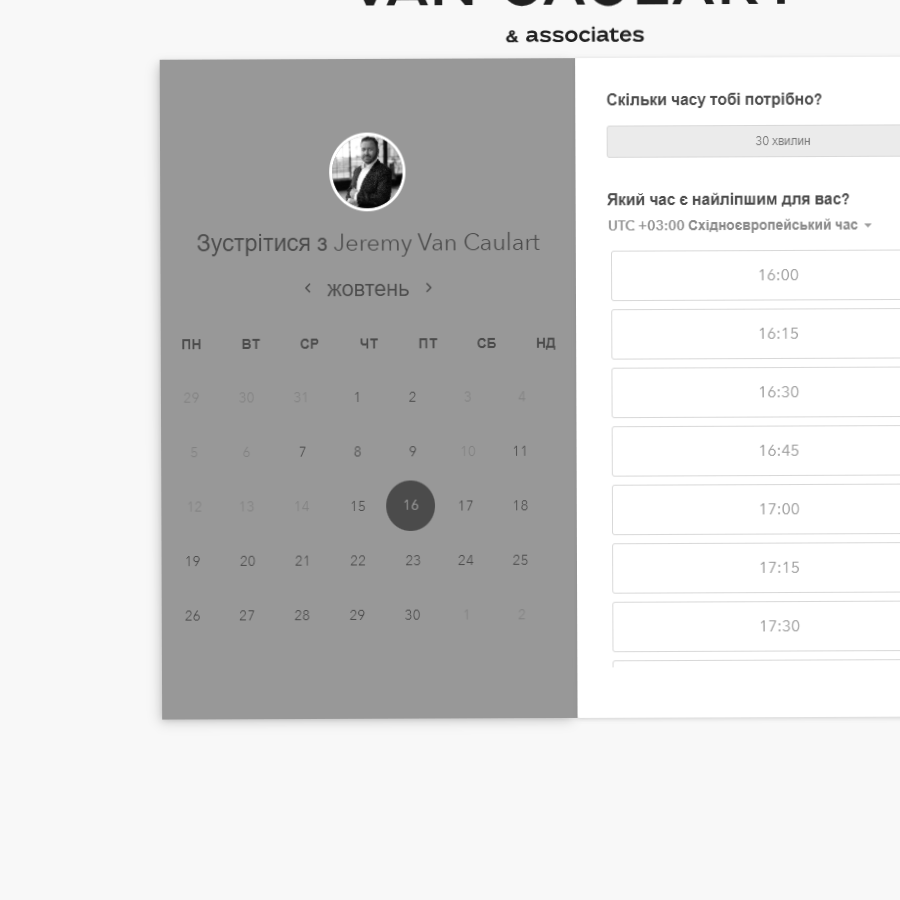 VAN CAULART
& associates
Зустрітися з Jeremy Van Caulart
жовтень
ПН ВТ СР ЧТ ПТ СБ НД
29 30 31 1 2 3 4
5 6 7 8 9 10 11
12 13 14 15 16 17 18
19 20 21 22 23 24 25
26 27 28 29 30 1 2
Скільки часу тобі потрібно?
30 хвилин
Який час є найліпшим для вас?
UTC +03:00 Східноєвропейський час
16:00
16:15
16:30
16:45
17:00
17:15
17:30